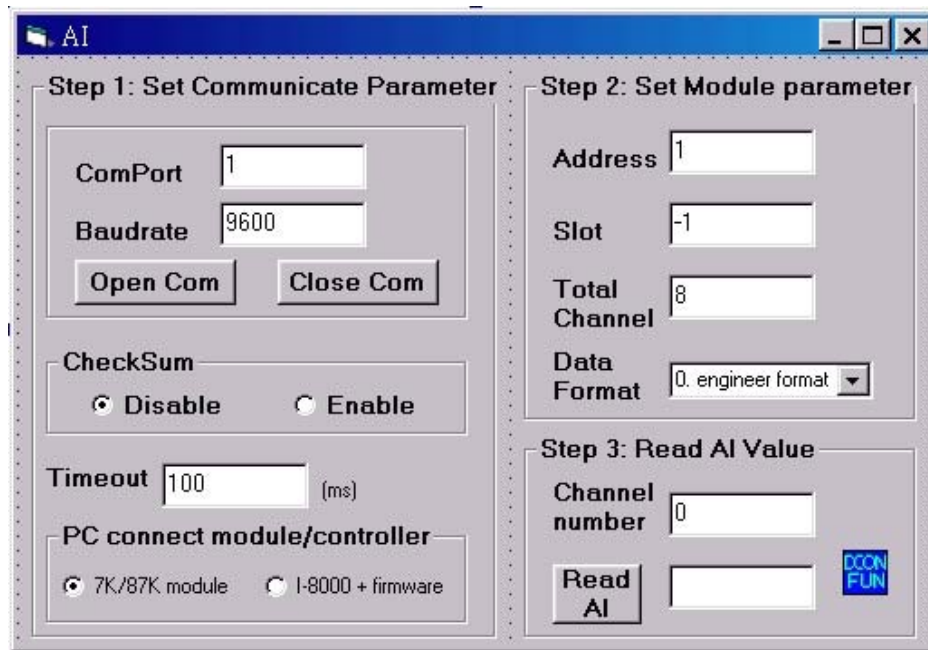 AI
Step 1: Set Communicate Parameter
ComPort 1
Baudrate 9600
Open Com Close Com
CheckSum
Disable Enable
Timeout 100 (ms)
PC connect module/controller
7K/87K module I-8000 + firmware
Step 2: Set Module parameter
Address 1
Slot -1
Total
Channel 8
Data
Format 0. engineer format
Step 3: Read AI Value
Channel
number 0
Read
AI
DCON
FUN